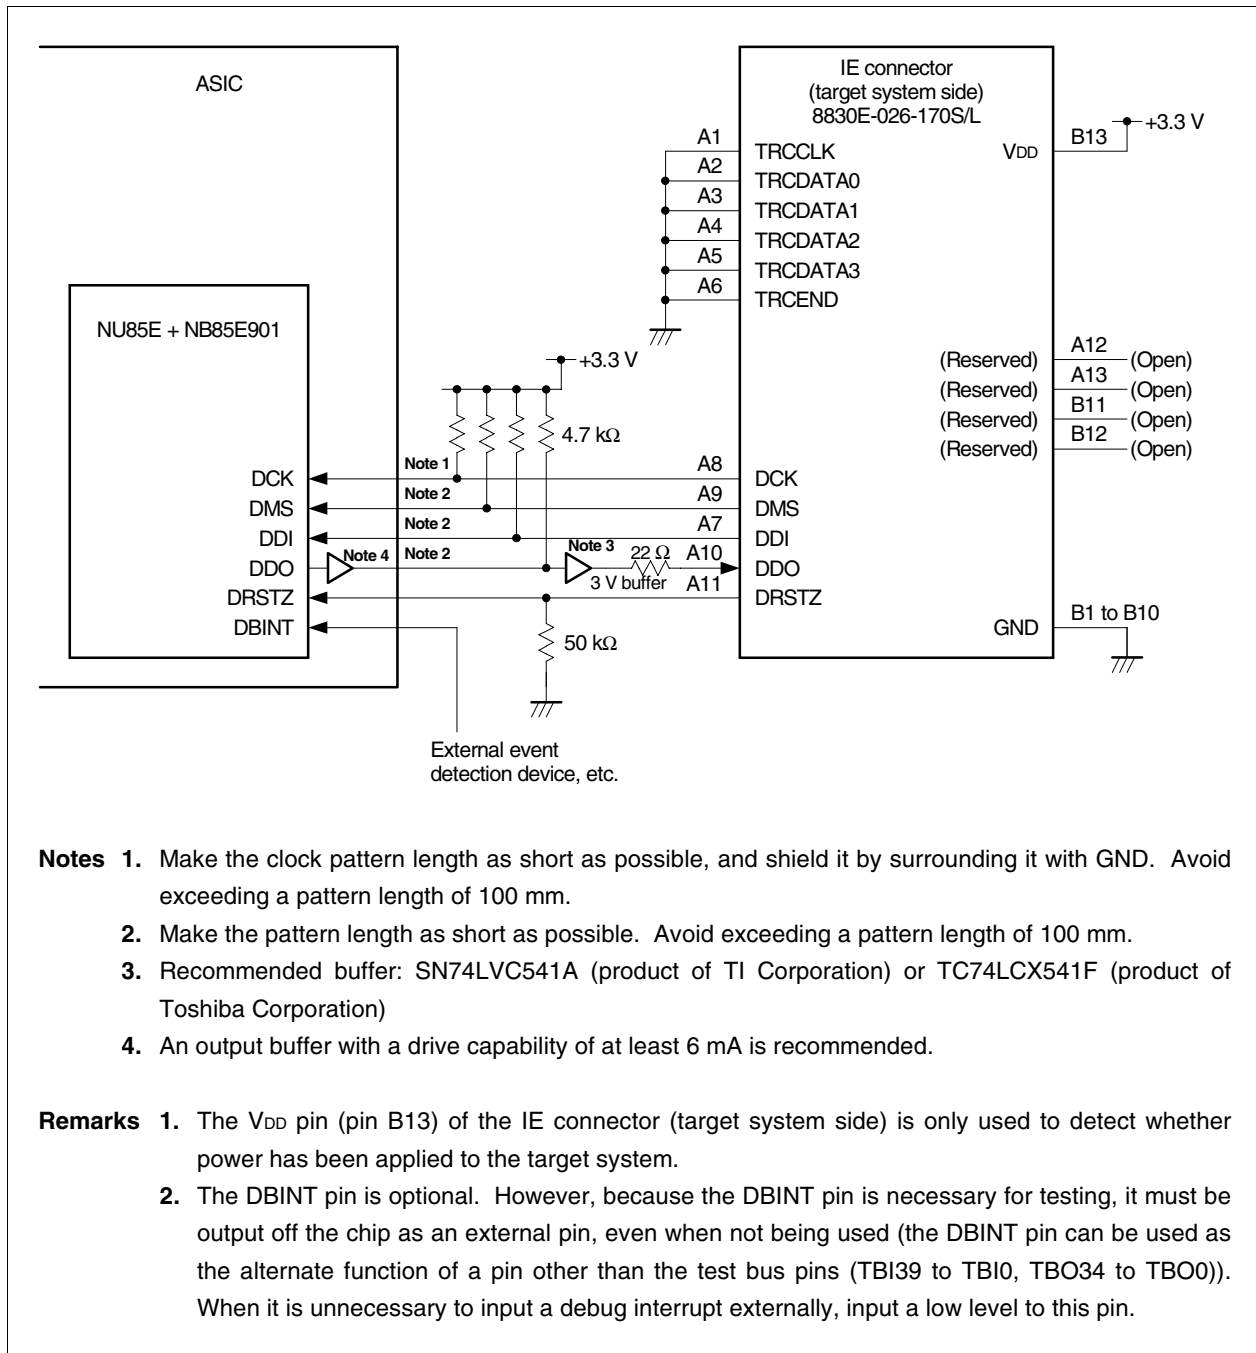 ASIC
IE connector
(target system side)
8830E-026-170S/L
A1
TRCCLK
VDD
B13
+3.3 V
A2
TRCDATA0
A3
TRCDATA1
A4
TRCDATA2
A5
TRCDATA3
A6
TRCEND
NU85E + NB85E901
+3.3 V
(Reserved)
A12
(Open)
(Reserved)
A13
(Open)
(Reserved)
B11
(Open)
(Reserved)
B12
(Open)
4.7 kΩ
DCK
Note 1
A8
DCK
DMS
Note 2
A9
DMS
DDI
Note 2
A7
DDI
DDO
Note 4
Note 2
Note 3
3 V buffer
22 Ω
A10
DDO
DRSTZ
A11
DRSTZ
DBINT
50 kΩ
GND
B1 to B10
External event
detection device, etc.
Notes 1. Make the clock pattern length as short as possible, and shield it by surrounding it with GND. Avoid
exceeding a pattern length of 100 mm.
2. Make the pattern length as short as possible. Avoid exceeding a pattern length of 100 mm.
3. Recommended buffer: SN74LVC541A (product of TI Corporation) or TC74LCX541F (product of
Toshiba Corporation)
4. An output buffer with a drive capability of at least 6 mA is recommended.
Remarks 1. The VDD pin (pin B13) of the IE connector (target system side) is only used to detect whether
power has been applied to the target system.
2. The DBINT pin is optional. However, because the DBINT pin is necessary for testing, it must be
output off the chip as an external pin, even when not being used (the DBINT pin can be used as
the alternate function of a pin other than the test bus pins (TBI39 to TBI0, TBO34 to TBO0)).
When it is unnecessary to input a debug interrupt externally, input a low level to this pin.